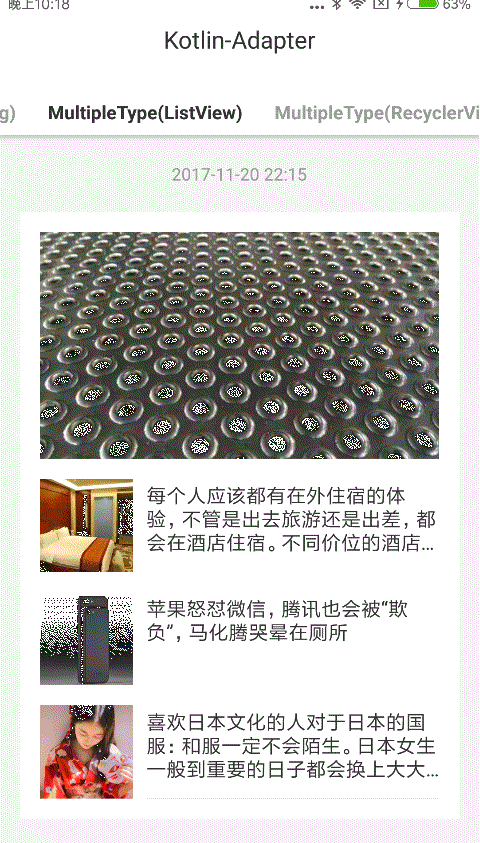 晚上10:18
63%
Kotlin-Adapter
g)
MultipleType(ListView)
MultipleType(RecyclerVi
2017-11-20 22:15
每个人应该都有在外住宿的体
验，不管是出去旅游还是出差，都
会在酒店住宿。不同价位的酒店...
苹果怒怼微信，腾讯也会被“欺
负”，马化腾哭晕在厕所
喜欢日本文化的人对于日本的国
服：和服一定不会陌生。日本女生
一般到重要的日子都会换上大大...